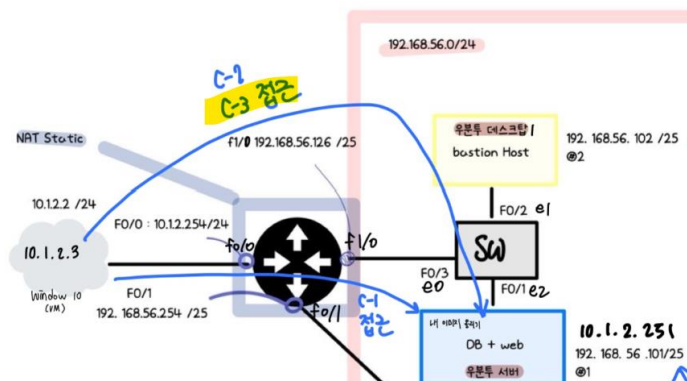 192.168.56.0/24
C-2
C-3 접근
NAT Static
f1/0 192.168.56.126 /25
우분투 데스크탑1
bastion Host
192. 168.56. 102 /25
@2
10.1.2.2 /24
F0/0 : 10.1.2.254/24
F0/2 e1
10.1.2.3
f0/0
f1/0
SW
F0/3
e0
F0/1 e2
Window 10
(VM)
F0/1
192. 168.56.254 /25
f0/1
C-1
접근
DB + web
우분투 서버
10.1.2.251
192. 168. 56 .101/25
@1